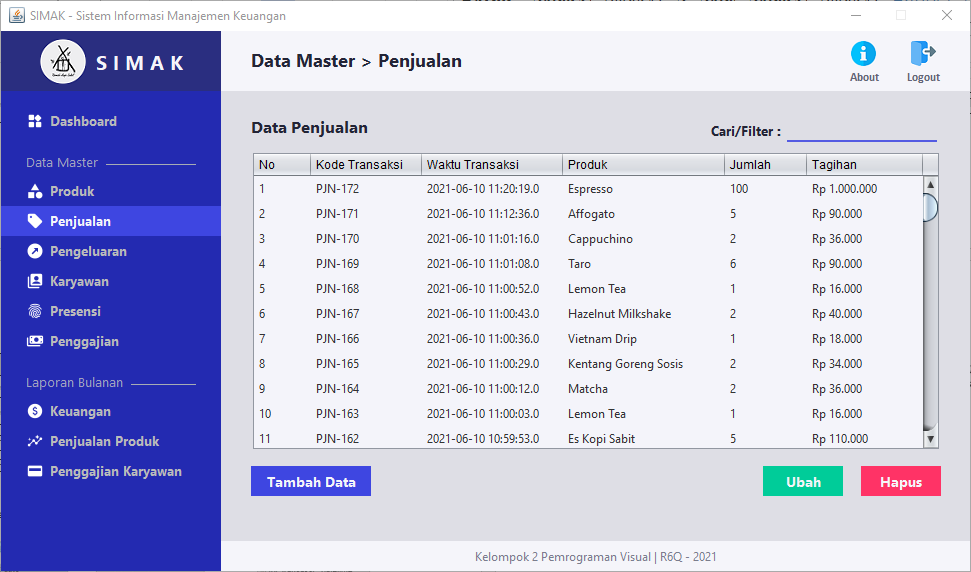 SIMAK - Sistem Informasi Manajemen Keuangan
SIMAK
Data Master > Penjualan
About
Logout
Dashboard
Data Master
Produk
Penjualan
Pengeluaran
Karyawan
Presensi
Penggajian
Laporan Bulanan
Keuangan
Penjualan Produk
Penggajian Karyawan
Data Penjualan
Cari/Filter :
No Kode Transaksi Waktu Transaksi Produk Jumlah Tagihan
1 PJN-172 2021-06-10 11:20:19.0 Espresso 100 Rp 1.000.000
2 PJN-171 2021-06-10 11:12:36.0 Affogato 5 Rp 90.000
3 PJN-170 2021-06-10 11:01:16.0 Cappuchino 2 Rp 36.000
4 PJN-169 2021-06-10 11:01:08.0 Taro 6 Rp 90.000
5 PJN-168 2021-06-10 11:00:52.0 Lemon Tea 1 Rp 16.000
6 PJN-167 2021-06-10 11:00:43.0 Hazelnut Milkshake 2 Rp 40.000
7 PJN-166 2021-06-10 11:00:36.0 Vietnam Drip 1 Rp 18.000
8 PJN-165 2021-06-10 11:00:29.0 Kentang Goreng Sosis 2 Rp 34.000
9 PJN-164 2021-06-10 11:00:12.0 Matcha 2 Rp 36.000
10 PJN-163 2021-06-10 11:00:03.0 Lemon Tea 1 Rp 16.000
11 PJN-162 2021-06-10 10:59:53.0 Es Kopi Sabit 5 Rp 110.000
Tambah Data
Ubah
Hapus
Kelompok 2 Pemrograman Visual | R6Q - 2021